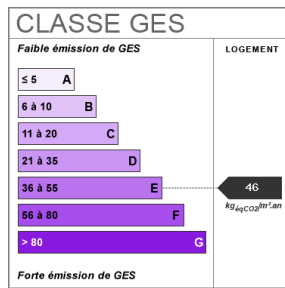 CLASSE GES
Faible émission de GES
LOGEMENT
≤ 5 A
6 à 10 B
11 à 20 C
21 à 35 D
36 à 55 E
46
kgéqCO2/m².an
56 à 80 F
> 80 G
Forte émission de GES